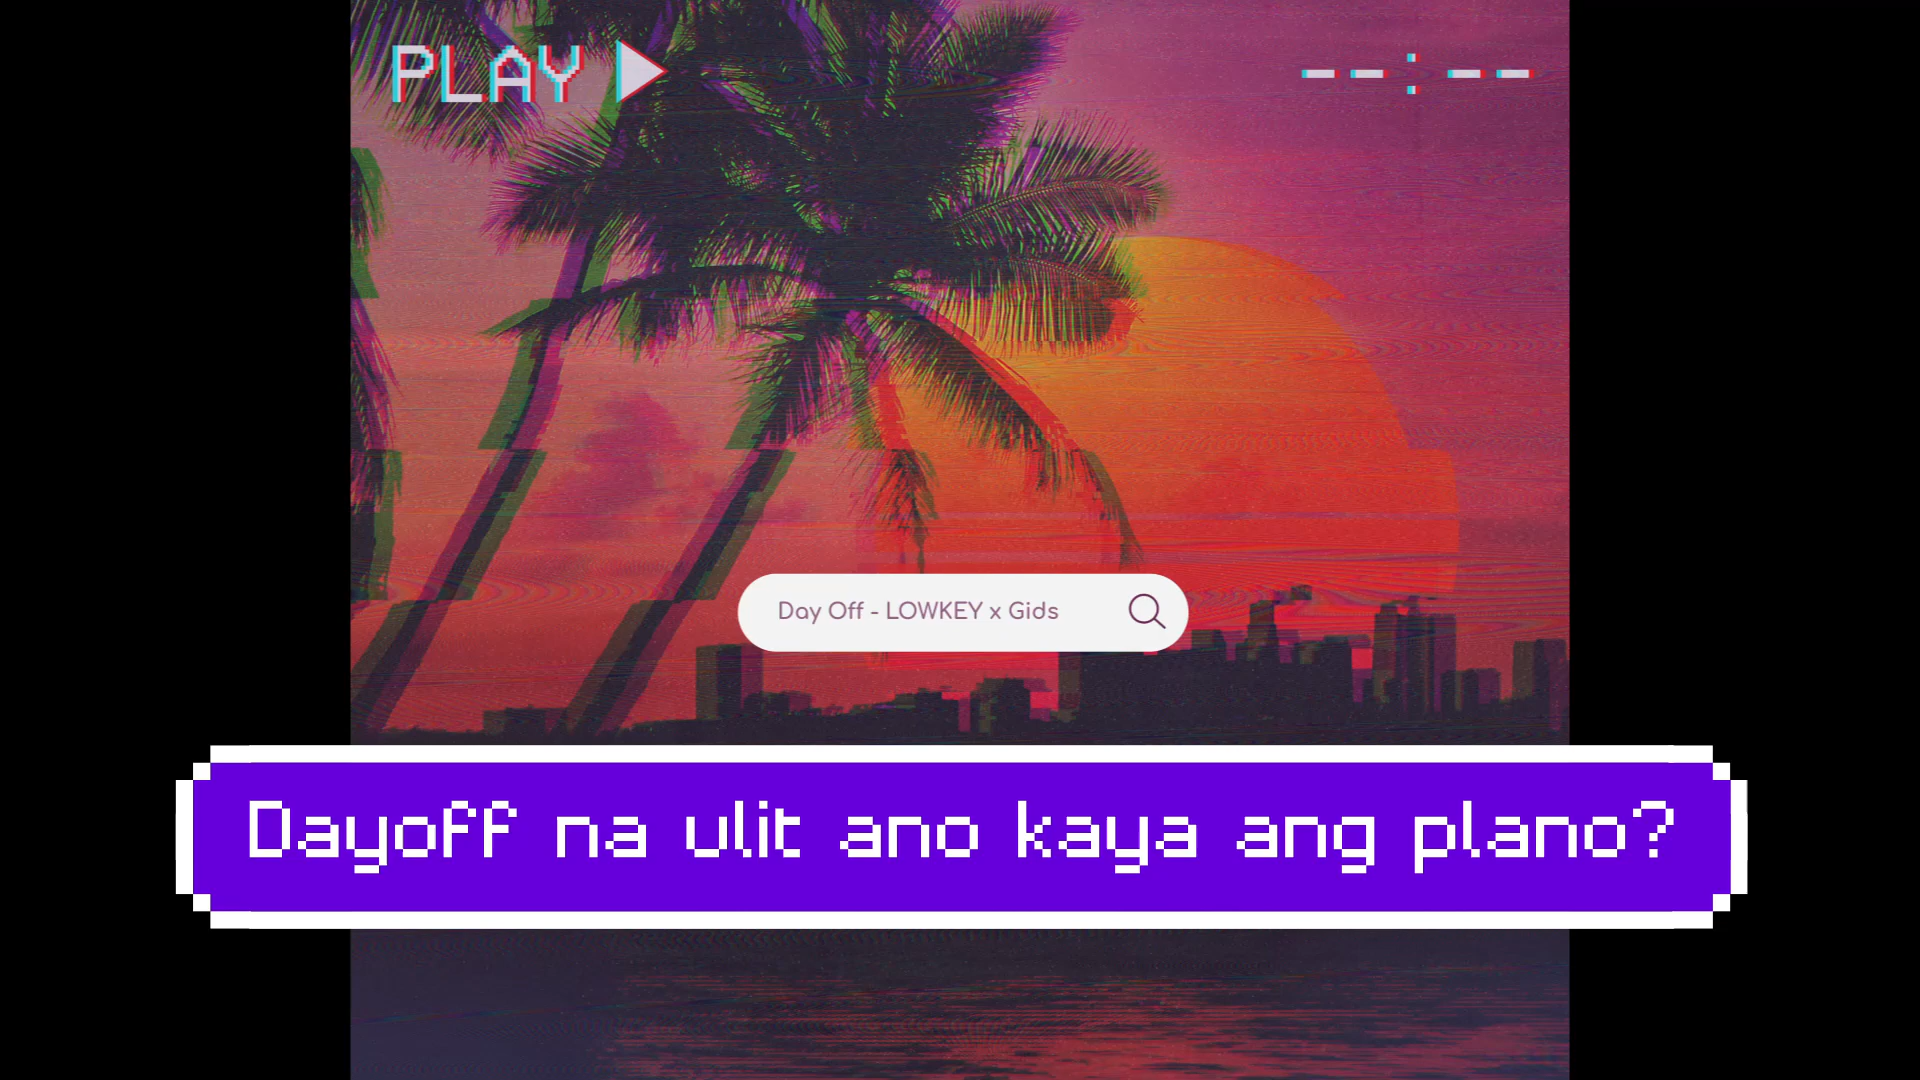 PLAY
--:--
Day Off - LOWKEY x Gids
Dayoff na ulit ano kaya ang plano?